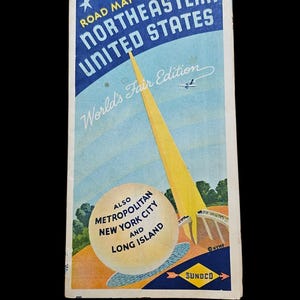 ROAD MAP
NORTHEASTERN
UNITED STATES
World's Fair Edition
ALSO
METROPOLITAN
NEW YORK CITY
AND
LONG ISLAND
SUNOCO